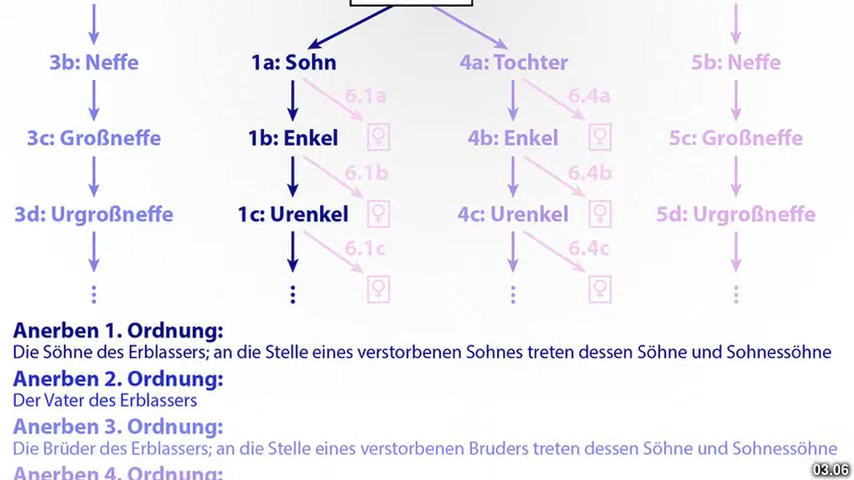 3b: Neffe 1a: Sohn 4a: Tochter 5b: Neffe
6.1a 6.4a
3c: Großneffe 1b: Enkel 4b: Enkel 5c: Großneffe
6.1b 6.4b
3d: Urgroßneffe 1c: Urenkel 4c: Urenkel 5d: Urgroßneffe
6.1c 6.4c
Anerben 1. Ordnung:
Die Söhne des Erblassers; an die Stelle eines verstorbenen Sohnes treten dessen Söhne und Sohnessöhne
Anerben 2. Ordnung:
Der Vater des Erblassers
Anerben 3. Ordnung:
Die Brüder des Erblassers; an die Stelle eines verstorbenen Bruders treten dessen Söhne und Sohnessöhne
Anerben 4. Ordnung:
03.06